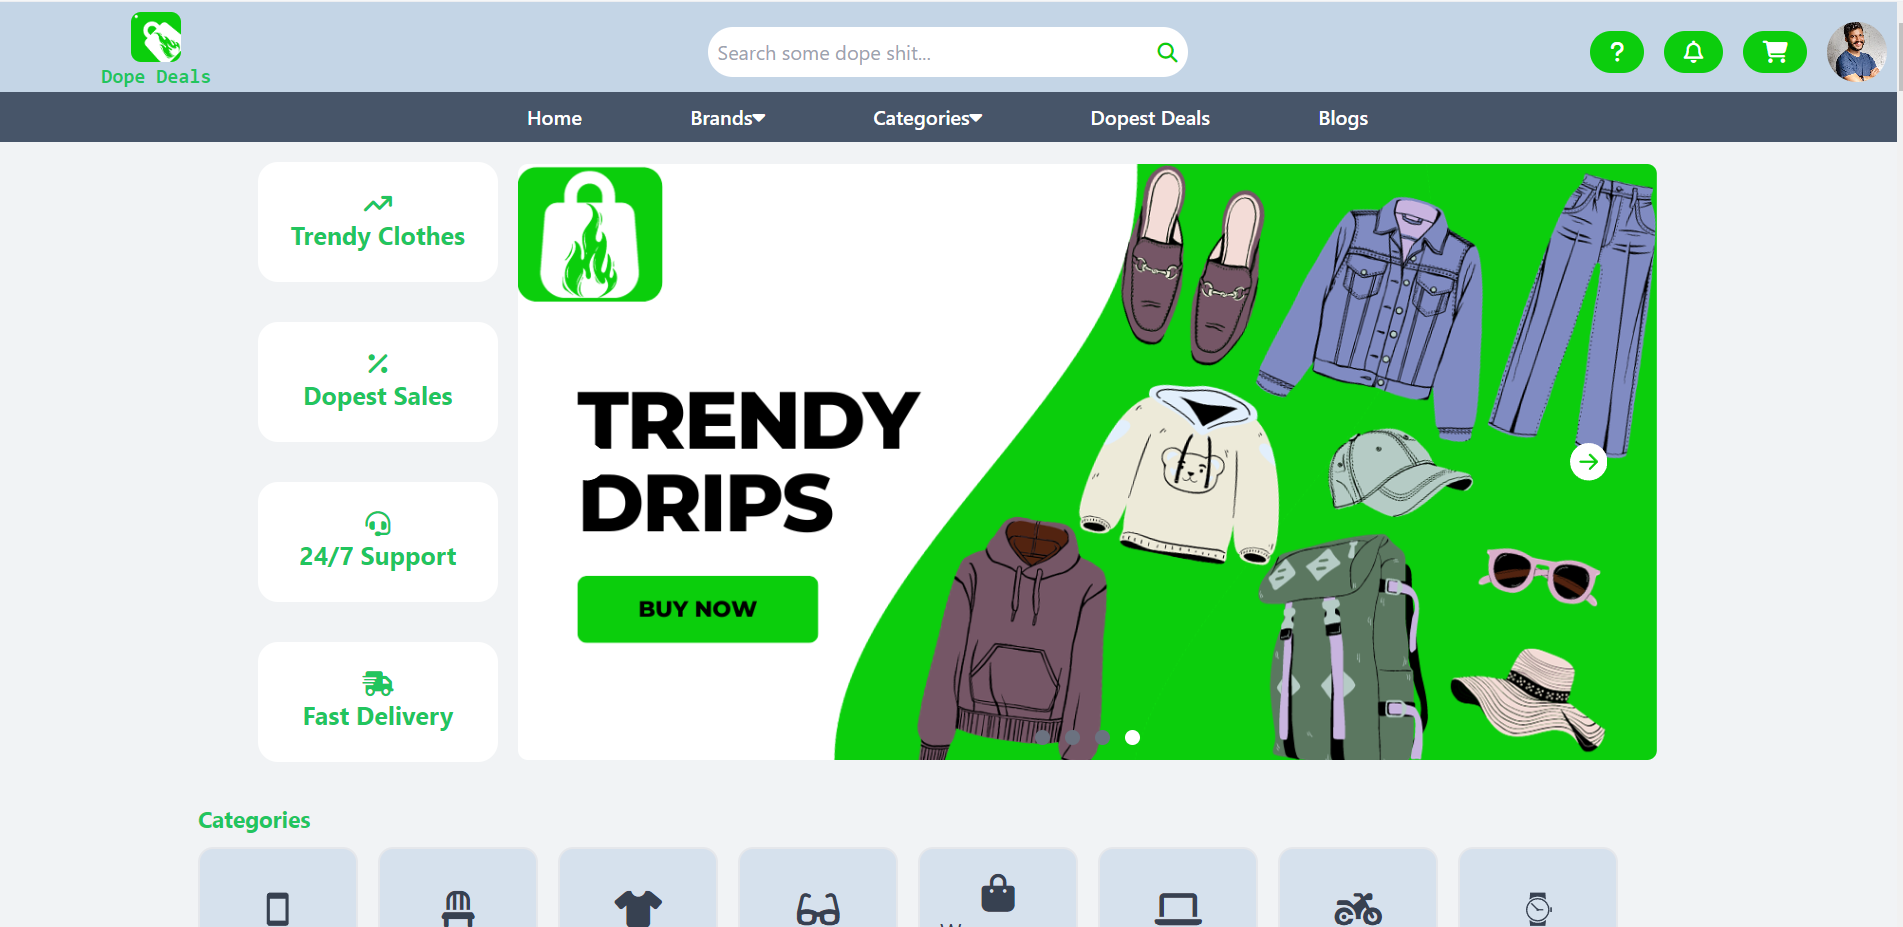 Dope Deals
Search some dope shit...
?
Home
Brands
Categories
Dopest Deals
Blogs
Trendy Clothes
Dopest Sales
24/7 Support
Fast Delivery
TRENDY
DRIPS
BUY NOW
Categories